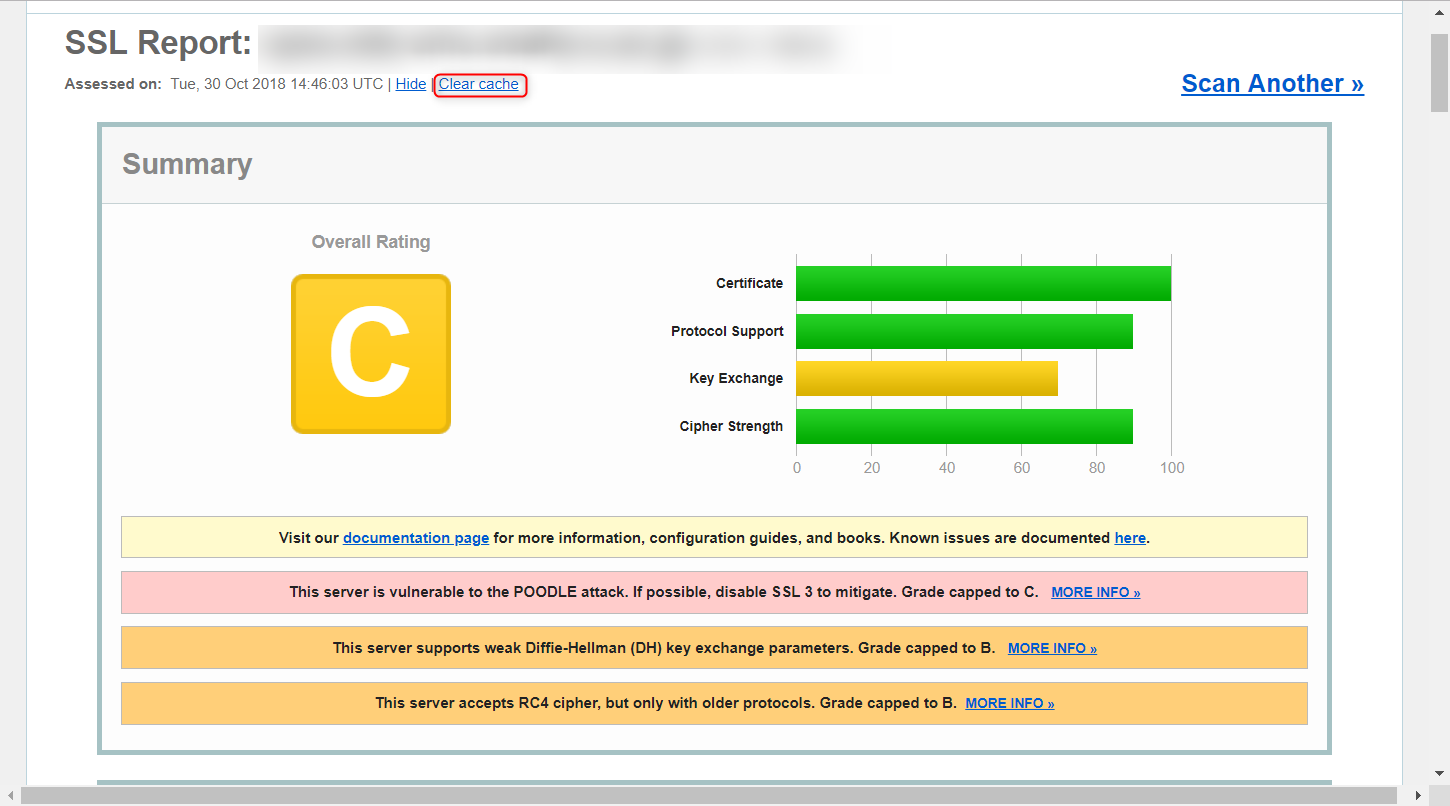 SSL Report:
Assessed on: Tue, 30 Oct 2018 14:46:03 UTC | Hide | Clear cache
Scan Another »
Summary
Overall Rating
C
Certificate
Protocol Support
Key Exchange
Cipher Strength
0 20 40 60 80 100
Visit our documentation page for more information, configuration guides, and books. Known issues are documented here.
This server is vulnerable to the POODLE attack. If possible, disable SSL 3 to mitigate. Grade capped to C. MORE INFO »
This server supports weak Diffie-Hellman (DH) key exchange parameters. Grade capped to B. MORE INFO »
This server accepts RC4 cipher, but only with older protocols. Grade capped to B. MORE INFO »